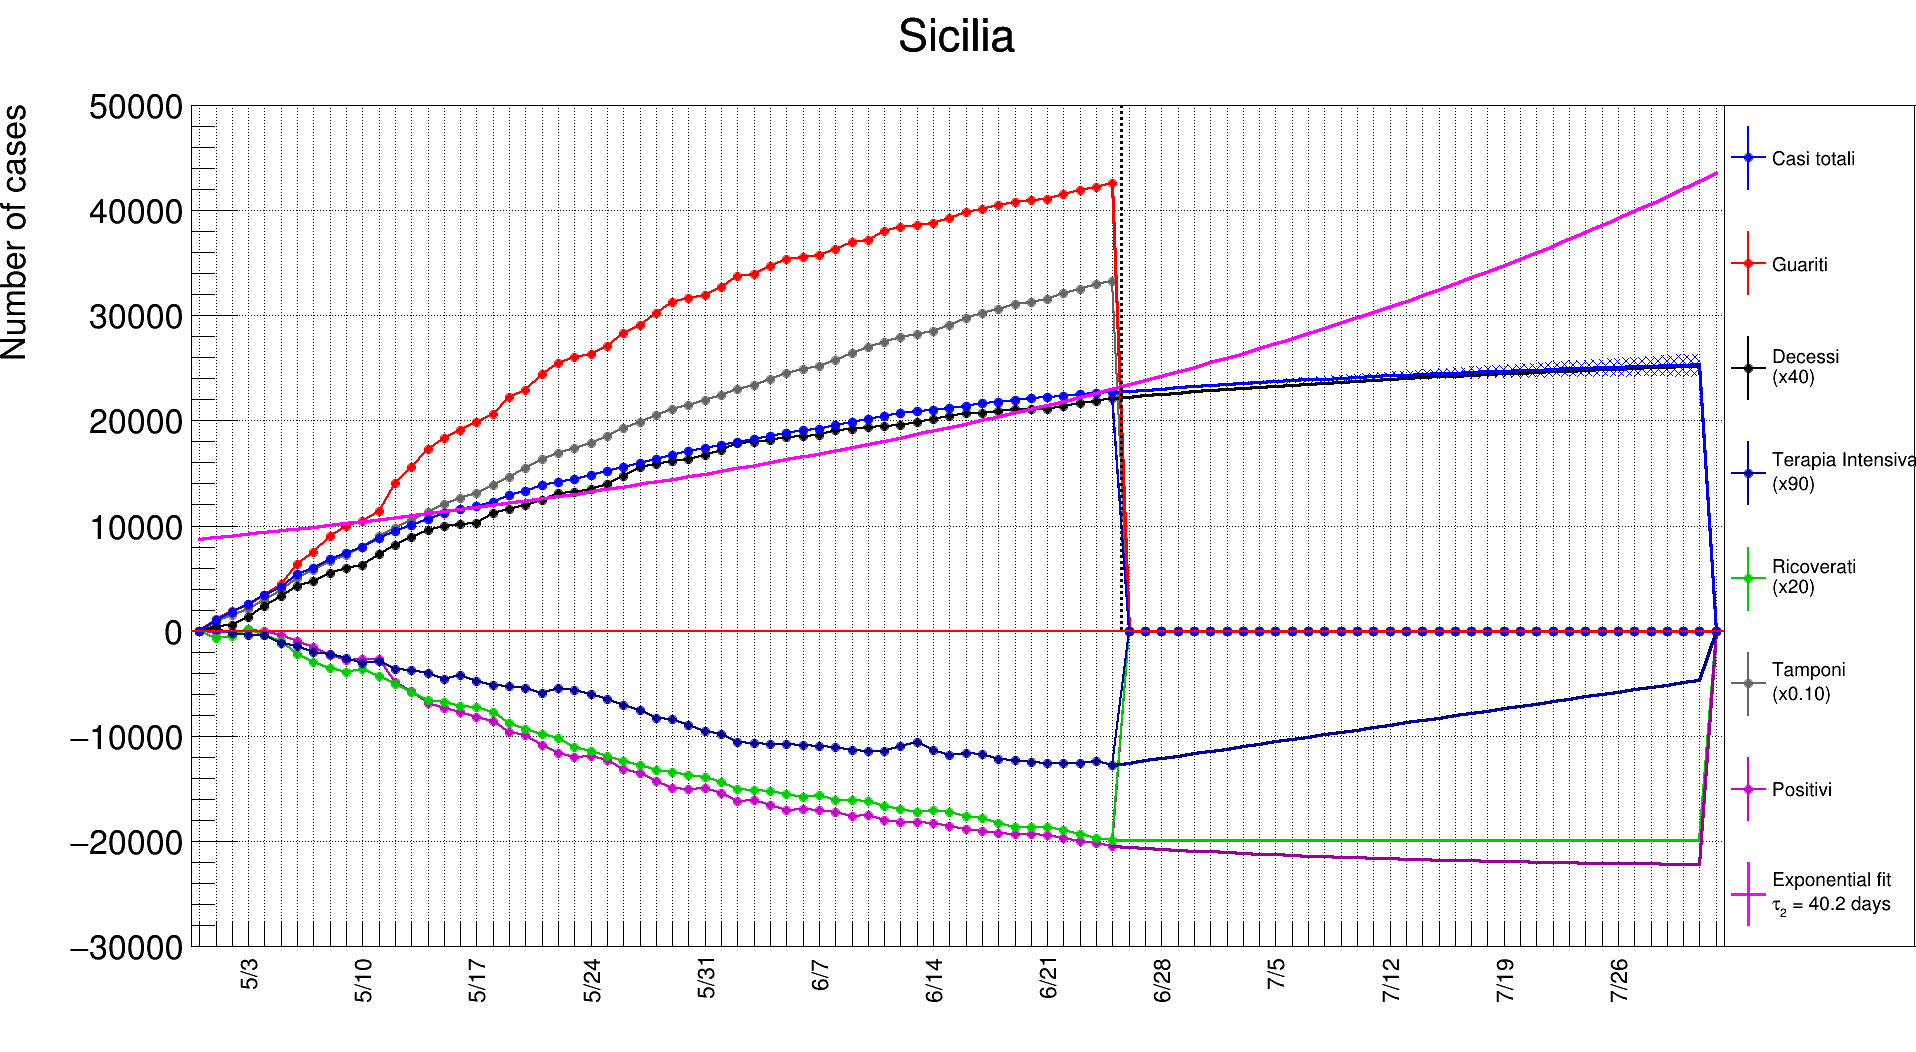 Sicilia
Number of cases
50000
40000
30000
20000
10000
0
−10000
−20000
−30000
5/3
5/10
5/17
5/24
5/31
6/7
6/14
6/21
6/28
7/5
7/12
7/19
7/26
Casi totali
Guariti
Decessi
(x40)
Terapia Intensiva
(x90)
Ricoverati
(x20)
Tamponi
(x0.10)
Positivi
Exponential fit
τ2 = 40.2 days